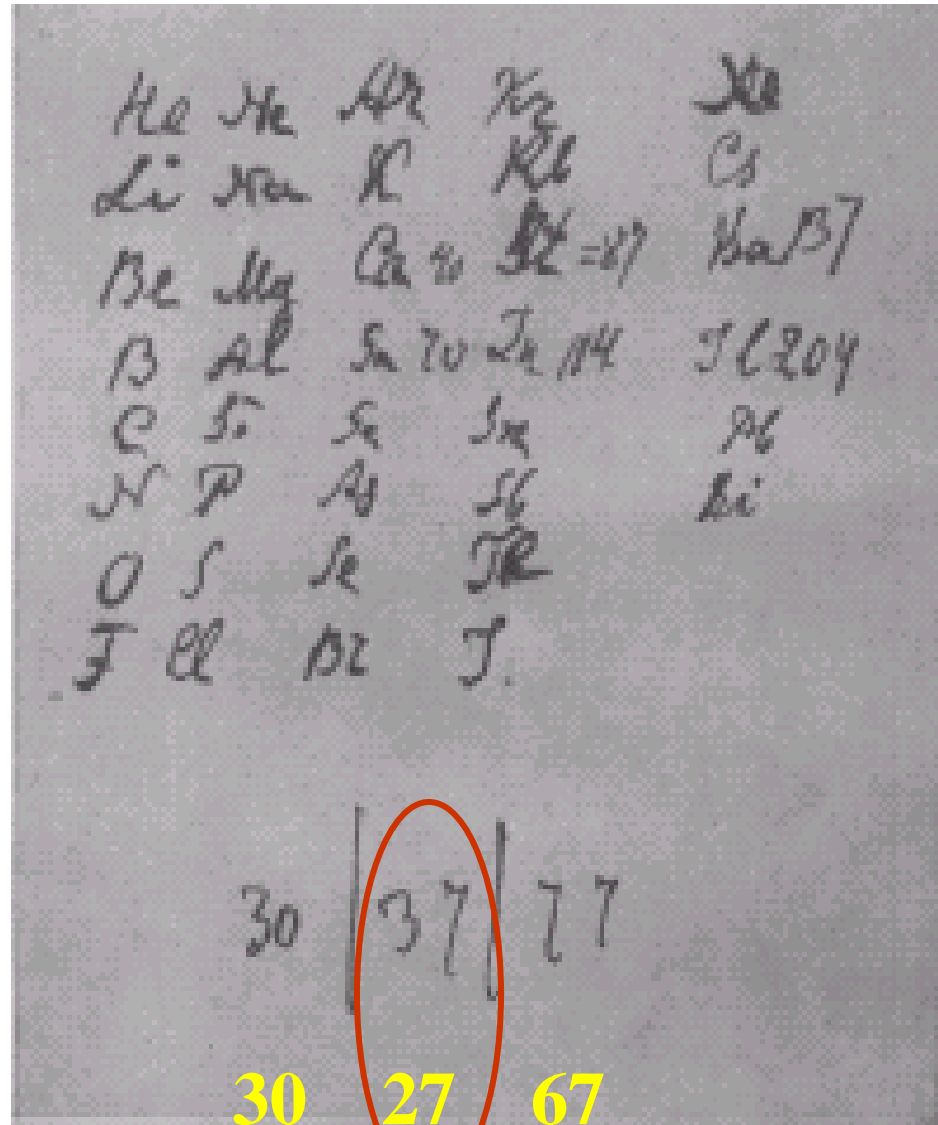 He Ne Ar Kr Xe
Li Na K Rb Cs
Be Mg Ca 40 =87 Ba 137
B Al 70 In 114 Tl 204
C Si Sn Pb
N P As Sb Bi
O S Se Te
F Cl Br J.
30 | 37 | 77
30 27 67